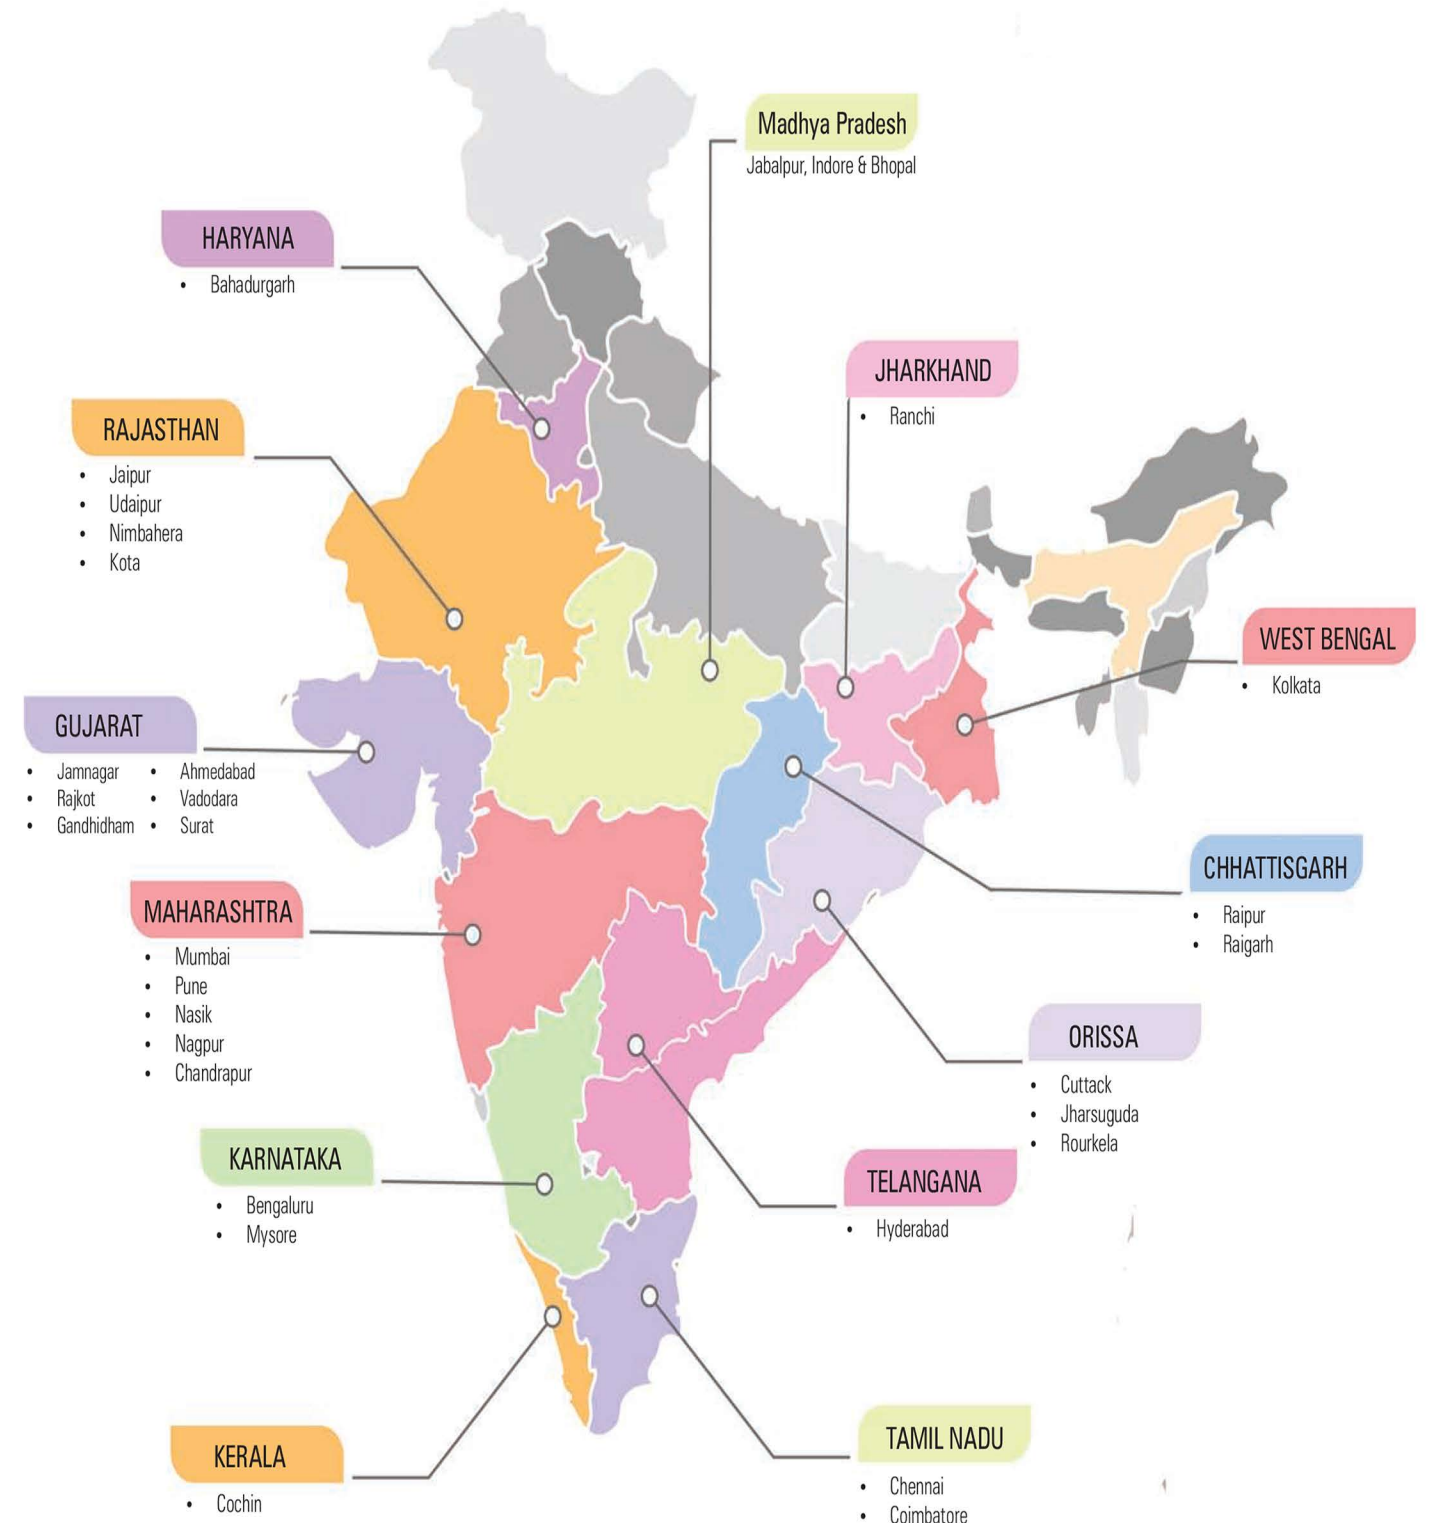 Madhya Pradesh
Jabalpur, Indore & Bhopal
HARYANA
• Bahadurgarh
JHARKHAND
• Ranchi
RAJASTHAN
• Jaipur
• Udaipur
• Nimbahera
• Kota
WEST BENGAL
• Kolkata
GUJARAT
• Jamnagar • Ahmedabad
• Rajkot • Vadodara
• Gandhidham • Surat
CHHATTISGARH
• Raipur
• Raigarh
MAHARASHTRA
• Mumbai
• Pune
• Nasik
• Nagpur
• Chandrapur
ORISSA
• Cuttack
• Jharsuguda
• Rourkela
KARNATAKA
• Bengaluru
• Mysore
TELANGANA
• Hyderabad
TAMIL NADU
• Chennai
• Coimbatore
KERALA
• Cochin